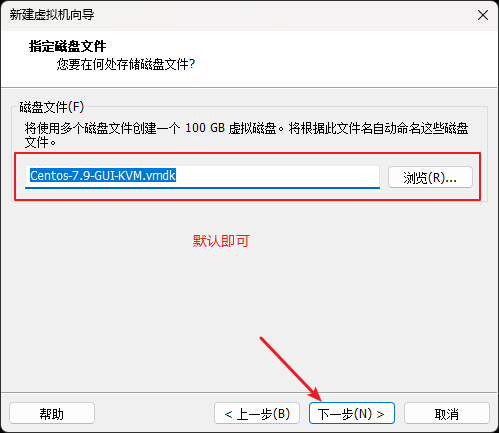 新建虚拟机向导
指定磁盘文件
您要在何处存储磁盘文件?
磁盘文件(F)
将使用多个磁盘文件创建一个 100 GB 虚拟磁盘。将根据此文件名自动命名这些磁盘
文件。
Centos-7.9-GUI-KVM.vmdk
浏览(R)...
默认即可
帮助
< 上一步(B)
下一步(N) >
取消